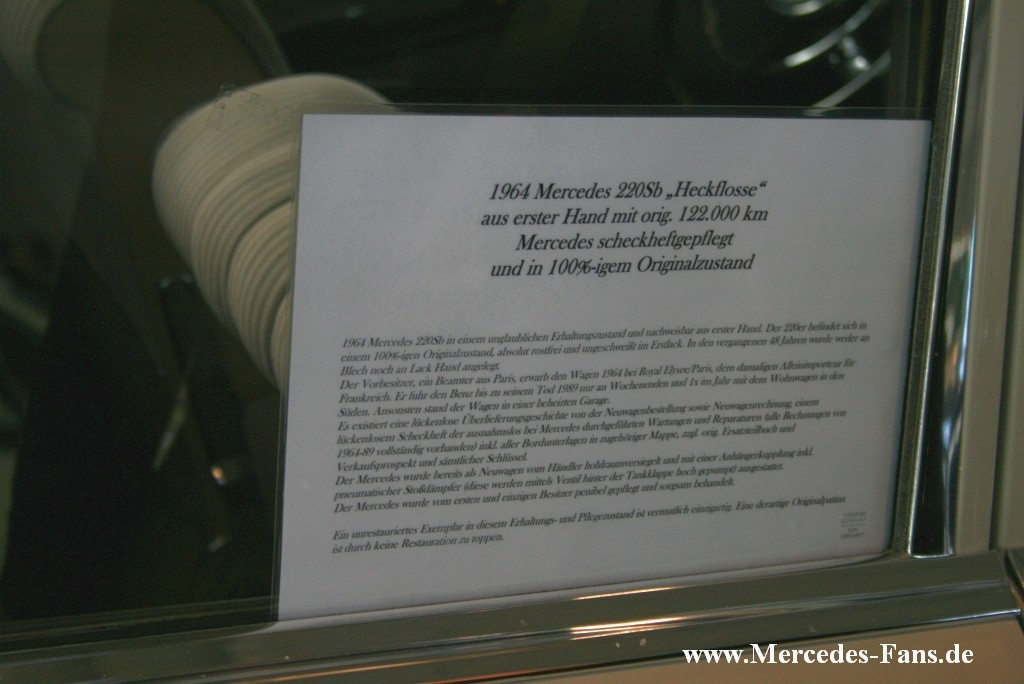 1964 Mercedes 220Sb „Heckflosse“
aus erster Hand mit orig. 122.000 km
Mercedes scheckheftgepflegt
und in 100%-igem Originalzustand
1964 Mercedes 220Sb in einem unglaublichen Erhaltungszustand und nachweisbar aus erster Hand. Der 220er befindet sich in
einem 100%-igen Originalzustand, absolut rostfrei und ungeschweißt im Erstlack. In den vergangenen 48 Jahren wurde weder an
Blech noch an Lack Hand angelegt.
Der Vorbesitzer, ein Beamter aus Paris, erwarb den Wagen 1964 bei Royal Elysee/Paris, dem damaligen Alleinimporteur für
Frankreich. Er fuhr den Benz bis zu seinem Tod 1989 nur an Wochenenden und 1x im Jahr mit dem Wohnwagen in den
Süden. Ansonsten stand der Wagen in einer beheizten Garage.
Es existiert eine lückenlose Überlieferungsgeschichte von der Neuwagenbestellung sowie Neuwagenrechnung, einem
lückenlosem Scheckheft der ausnahmslos bei Mercedes durchgeführten Wartungen und Reparaturen (alle Rechnungen von
1964-89 vollständig vorhanden) inkl. aller Bordunterlagen in zugehöriger Mappe, zzgl. orig. Ersatzteilbuch und
Verkaufsprospekt und sämtlicher Schlüssel.
Der Mercedes wurde bereits als Neuwagen vom Händler hohlraumversiegelt und mit einer Anhängerkupplung inkl.
pneumatischer Stoßdämpfer (diese werden mittels Ventil hinter der Tankklappe hoch gepumpt) ausgestattet.
Der Mercedes wurde vom ersten und einzigen Besitzer penibel gepflegt und sorgsam behandelt.
Ein unrestauriertes Exemplar in diesem Erhaltungs- und Pflegezustand ist vermutlich einzigartig. Eine derartige Originalpatina
ist durch keine Restauration zu toppen.
www.Mercedes-Fans.de